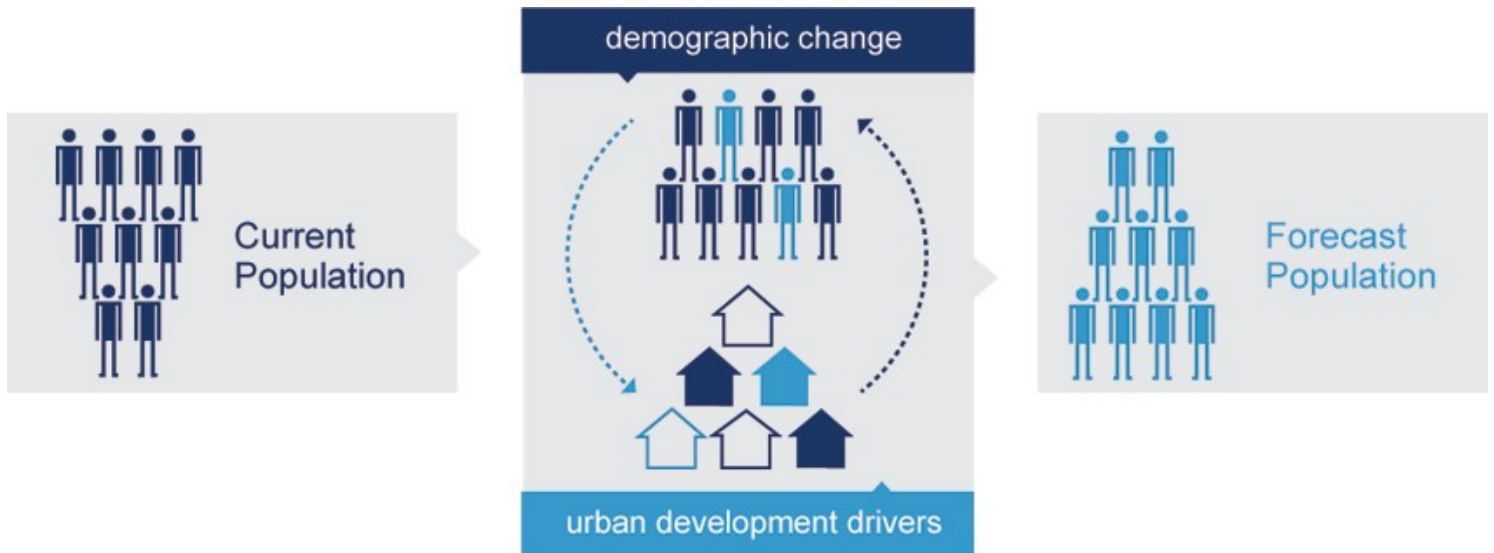 demographic change
Current
Population
Forecast
Population
urban development drivers